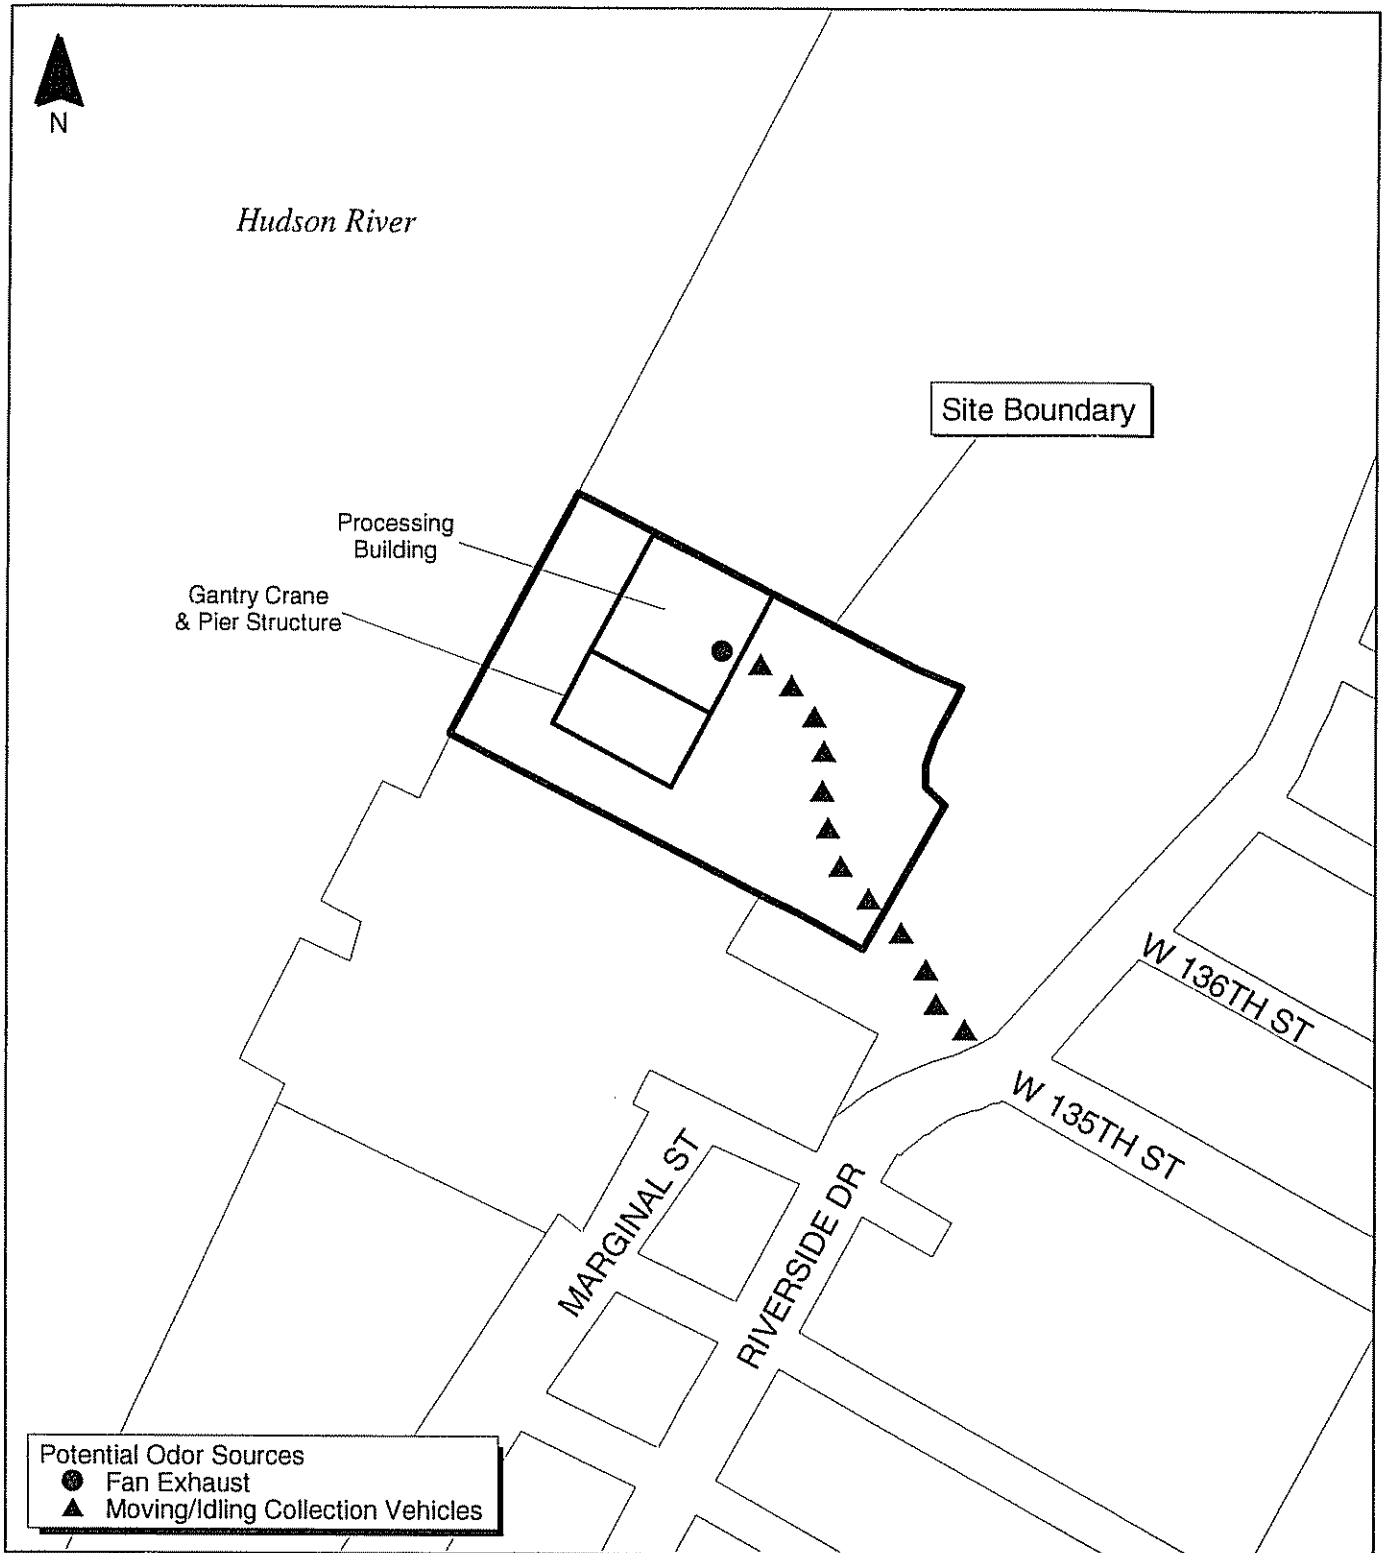 N
Hudson River
Site Boundary
Processing
Building
Gantry Crane
& Pier Structure
W 136TH ST
W 135TH ST
MARGINAL ST
RIVERSIDE DR
Potential Odor Sources
Fan Exhaust
Moving/Idling Collection Vehicles